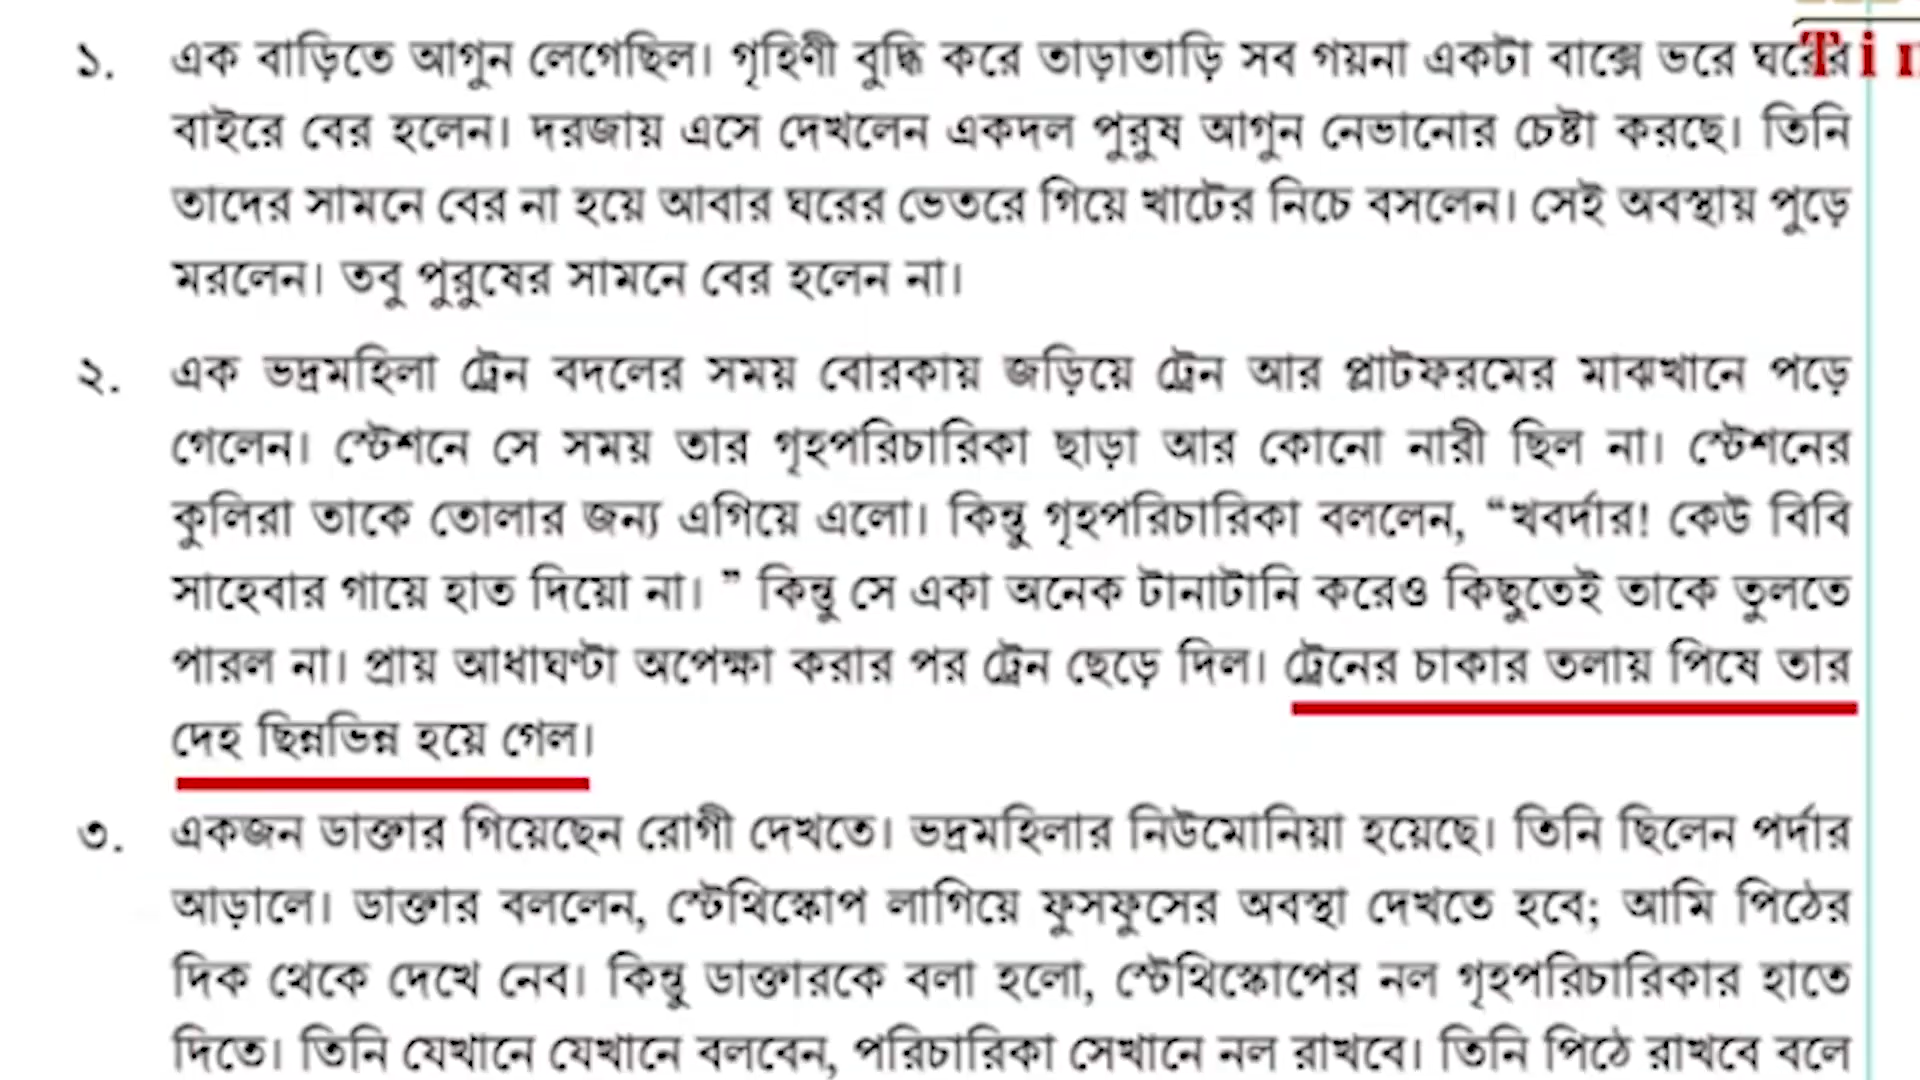 ১. এক বাড়িতে আগুন লেগেছিল। গৃহিণী বুদ্ধি করে তাড়াতাড়ি সব গয়না একটা বাক্সে ভরে ঘরের
বাইরে বের হলেন। দরজায় এসে দেখলেন একদল পুরুষ আগুন নেভানোর চেষ্টা করছে। তিনি
তাদের সামনে বের না হয়ে আবার ঘরের ভেতরে গিয়ে খাটের নিচে বসলেন। সেই অবস্থায় পুড়ে
মরলেন। তবু পুরুষের সামনে বের হলেন না।
২. এক ভদ্রমহিলা ট্রেন বদলের সময় বোরকায় জড়িয়ে ট্রেন আর প্লাটফরমের মাঝখানে পড়ে
গেলেন। স্টেশনে সে সময় তার গৃহপরিচারিকা ছাড়া আর কোনো নারী ছিল না। স্টেশনের
কুলিরা তাকে তোলার জন্য এগিয়ে এলো। কিন্তু গৃহপরিচারিকা বললেন, “খবর্দার! কেউ বিবি
সাহেবার গায়ে হাত দিয়ো না। ” কিন্তু সে একা অনেক টানাটানি করেও কিছুতেই তাকে তুলতে
পারল না। প্রায় আধাঘণ্টা অপেক্ষা করার পর ট্রেন ছেড়ে দিল। ট্রেনের চাকার তলায় পিষে তার
দেহ ছিন্নভিন্ন হয়ে গেল।
৩. একজন ডাক্তার গিয়েছেন রোগী দেখতে। ভদ্রমহিলার নিউমোনিয়া হয়েছে। তিনি ছিলেন পর্দার
আড়ালে। ডাক্তার বললেন, স্টেথিস্কোপ লাগিয়ে ফুসফুসের অবস্থা দেখতে হবে; আমি পিঠের
দিক থেকে দেখে নেব। কিন্তু ডাক্তারকে বলা হলো, স্টেথিস্কোপের নল গৃহপরিচারিকার হাতে
দিতে। তিনি যেখানে যেখানে বলবেন, পরিচারিকা সেখানে নল রাখবে। তিনি পিঠে রাখবে বলে